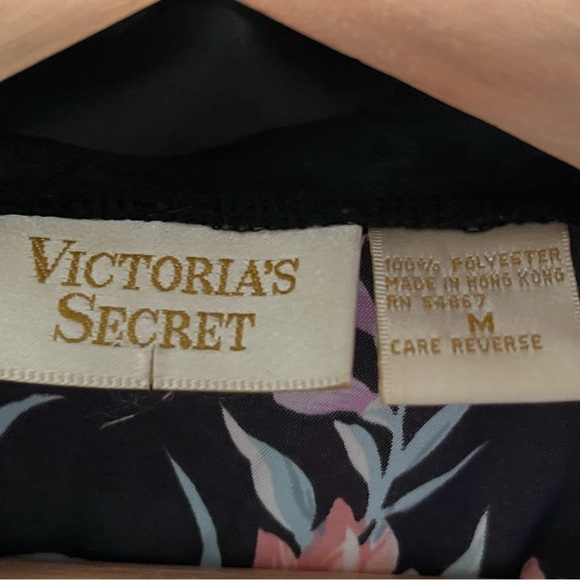 VICTORIA'S
SECRET
100% POLYESTER
MADE IN HONG KONG
RN 54867
M
CARE REVERSE